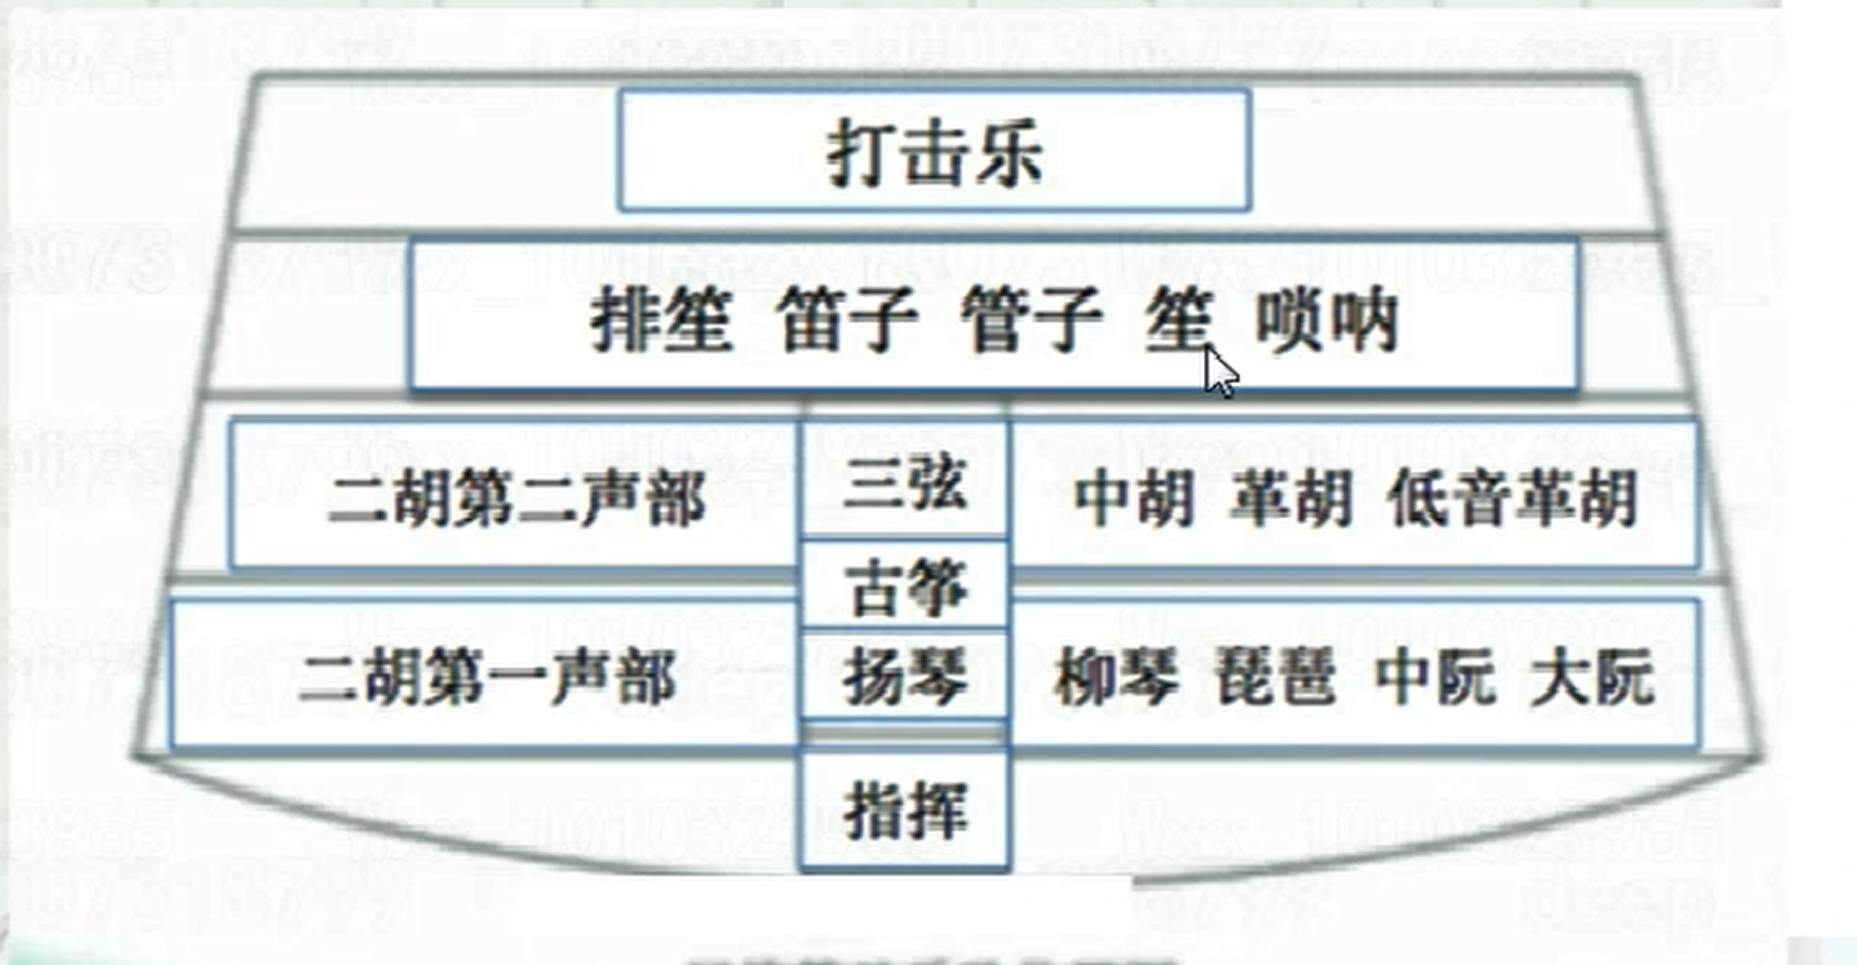 打击乐
排笙 笛子 管子 笙 唢呐
二胡第二声部
三弦
中胡 革胡 低音革胡
古筝
二胡第一声部
扬琴
柳琴 琵琶 中阮 大阮
指挥